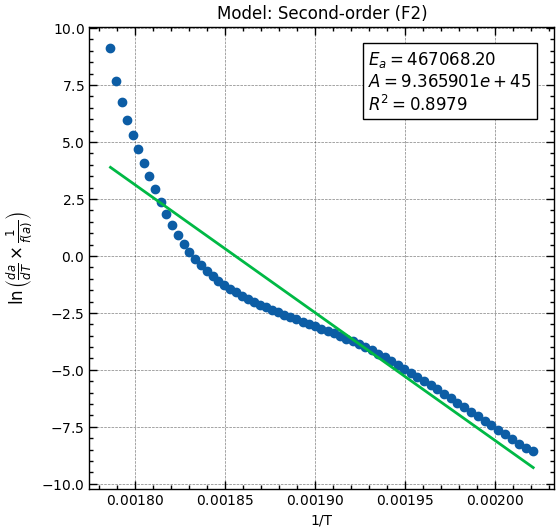 Model: Second-order (F2)
10.0
7.5
5.0
2.5
0.0
−2.5
−5.0
−7.5
−10.0
ln(da/dT × 1/f(a))
E_a = 467068.20
A = 9.365901e + 45
R² = 0.8979
0.00180 0.00185 0.00190 0.00195 0.00200
1/T